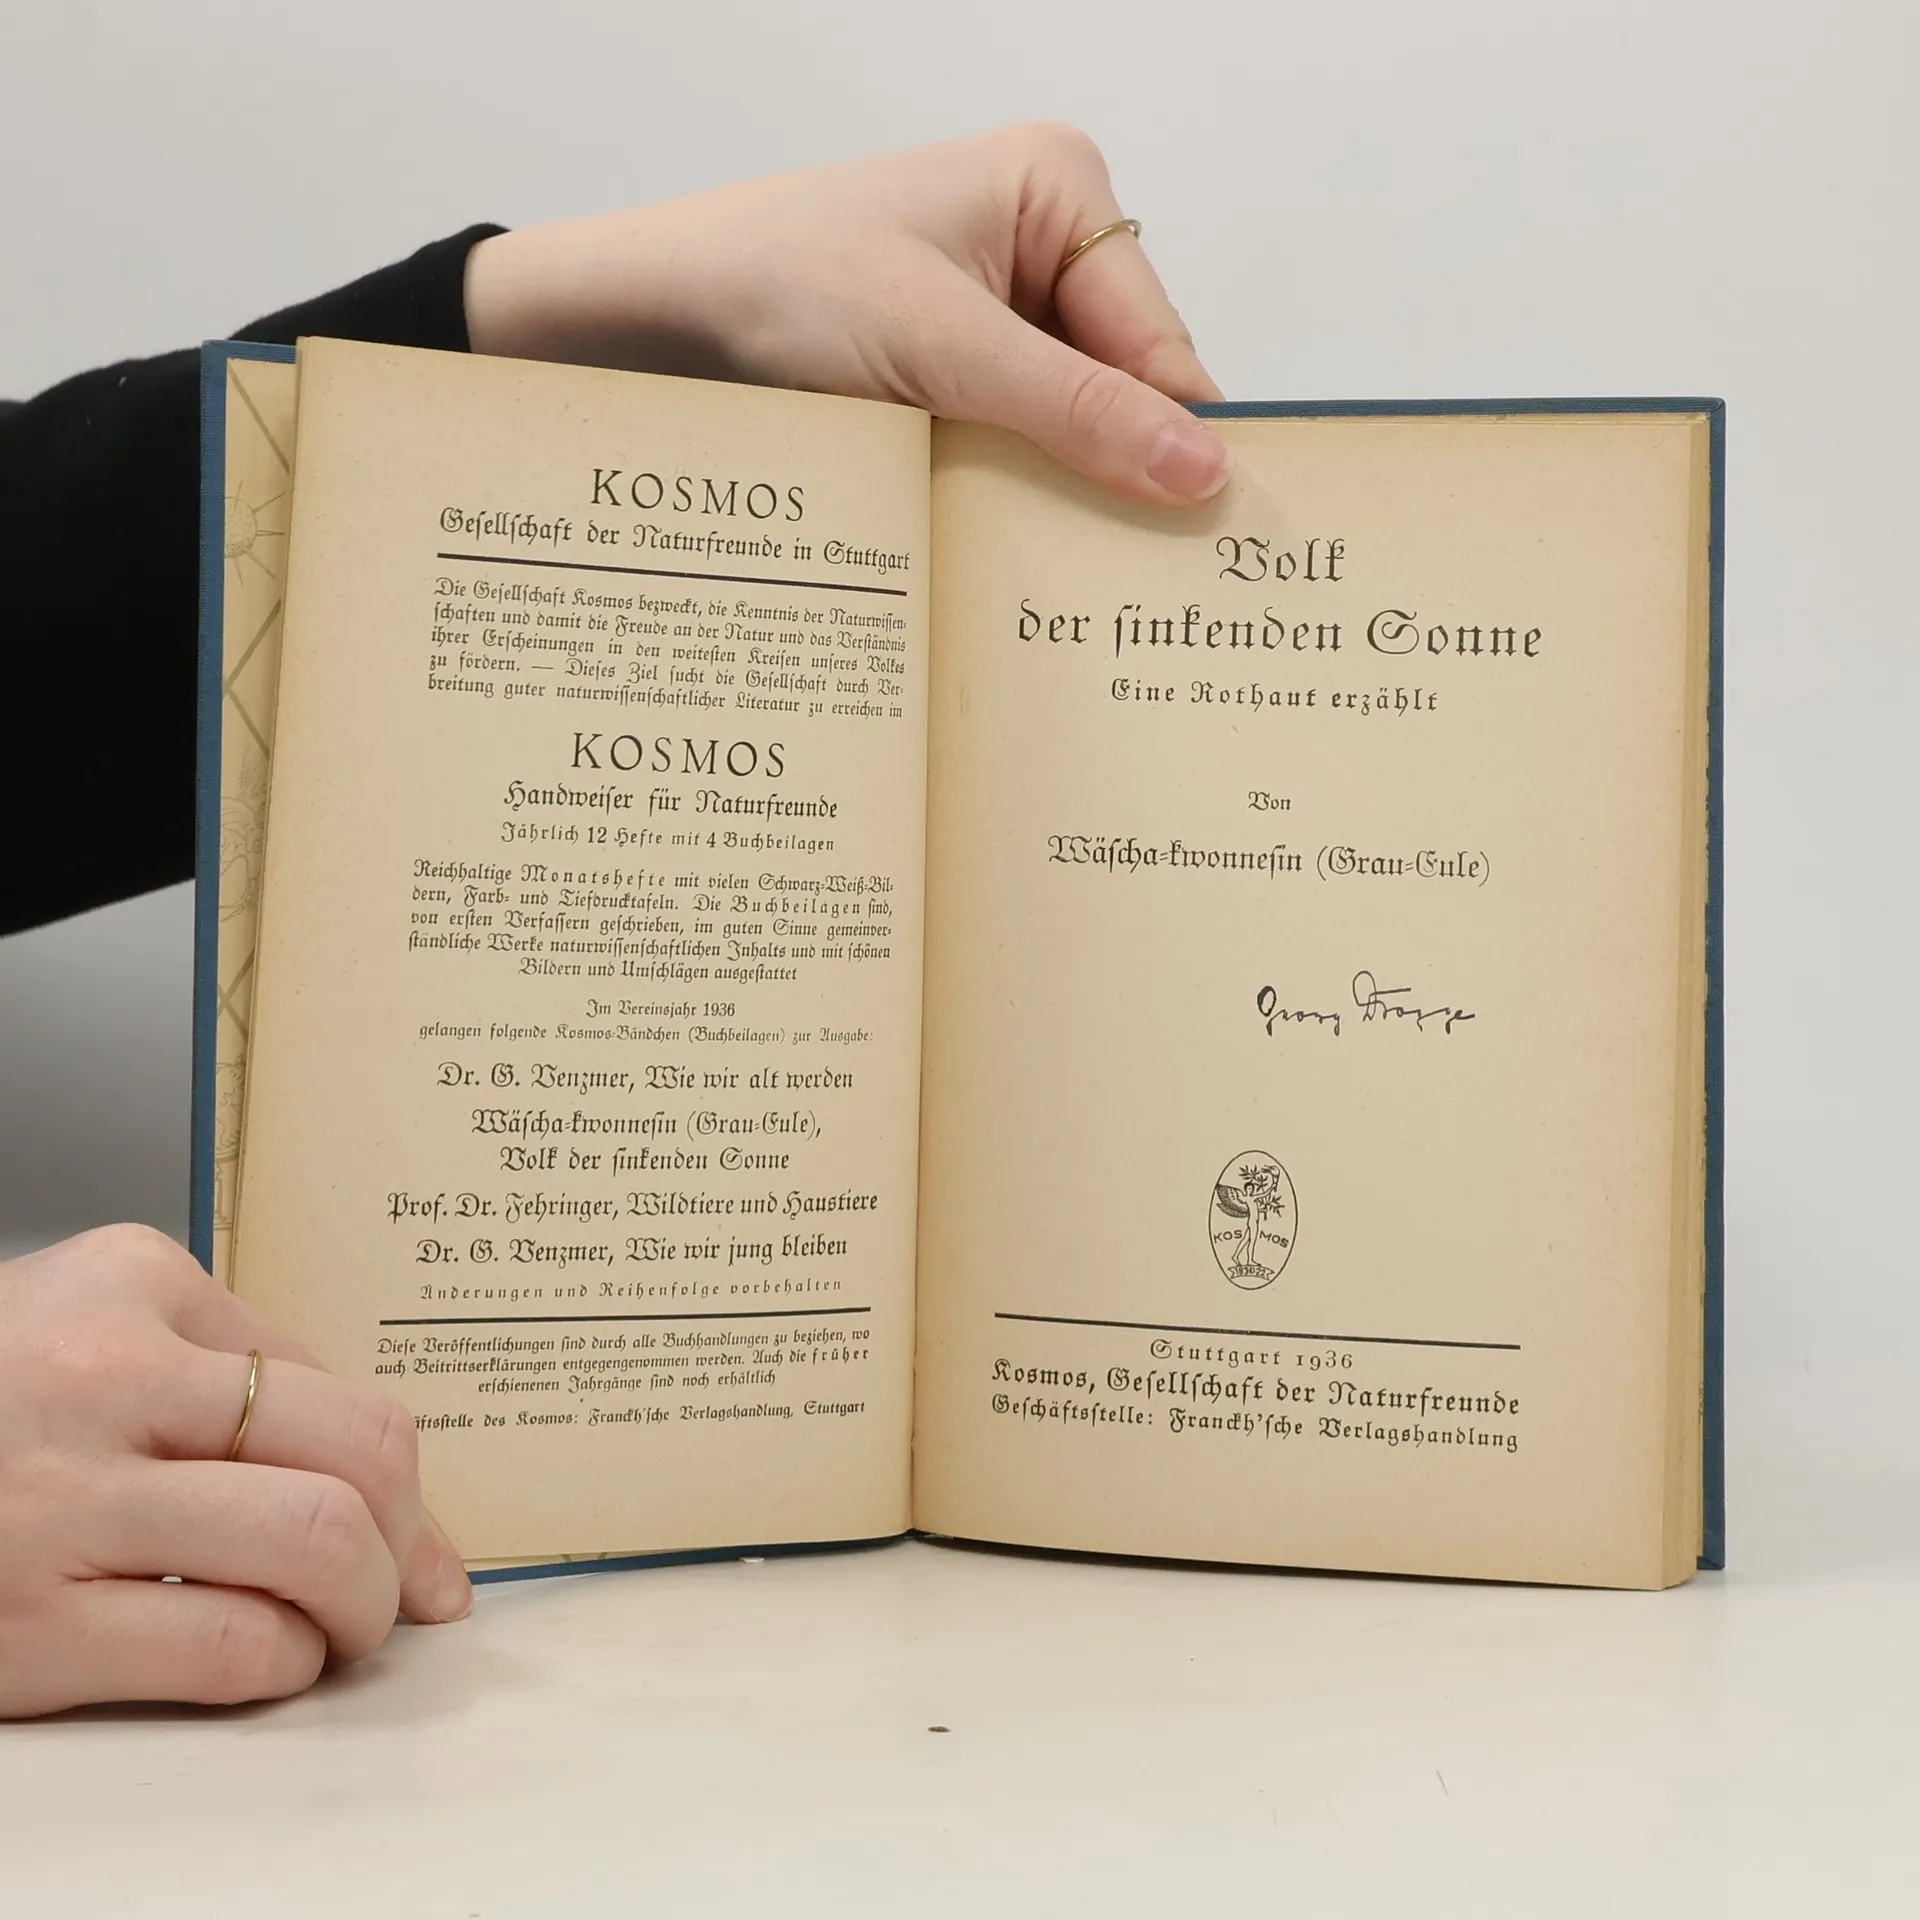 KOSMOS
Gesellschaft der Naturfreunde in Stuttgart
Die Gesellschaft Kosmos bezweckt, die Kenntnis der Naturwissen-
schaften und damit die Freude an der Natur und das Verständnis
ihrer Erscheinungen in den weitesten Kreisen unseres Volkes
zu fördern. — Dieses Ziel sucht die Gesellschaft durch Ver-
breitung guter naturwissenschaftlicher Literatur zu erreichen im
KOSMOS
Handweiser für Naturfreunde
Jährlich 12 Hefte mit 4 Buchbeilagen
Reichhaltige Monatshefte mit vielen Schwarz-Weiß-Bil-
dern, Farb- und Tiefdrucktafeln. Die Buchbeilagen sind,
von ersten Verfassern geschrieben, im guten Sinne gemeinver-
ständliche Werke naturwissenschaftlichen Inhalts und mit schönen
Bildern und Umschlägen ausgestattet
Im Vereinsjahr 1936
gelangen folgende Kosmos-Bändchen (Buchbeilagen) zur Ausgabe:
Dr. G. Venzmer, Wie wir alt werden
Wäscha-kwonnesin (Grau-Eule),
Volk der sinkenden Sonne
Prof. Dr. Fehringer, Wildtiere und Haustiere
Dr. G. Venzmer, Wie wir jung bleiben
Änderungen und Reihenfolge vorbehalten
Diese Veröffentlichungen sind durch alle Buchhandlungen zu beziehen, wo
auch Beitrittserklärungen entgegengenommen werden. Auch die früher
erschienenen Jahrgänge sind noch erhältlich
äftsstelle des Kosmos: Franckh'sche Verlagshandlung, Stuttgart
Volk
der sinkenden Sonne
Eine Rothaut erzählt
Von
Wäscha-kwonnesin (Grau-Eule)
Georg
KOSMOS
Stuttgart 1936
Kosmos, Gesellschaft der Naturfreunde
Geschäftsstelle: Franckh'sche Verlagshandlung